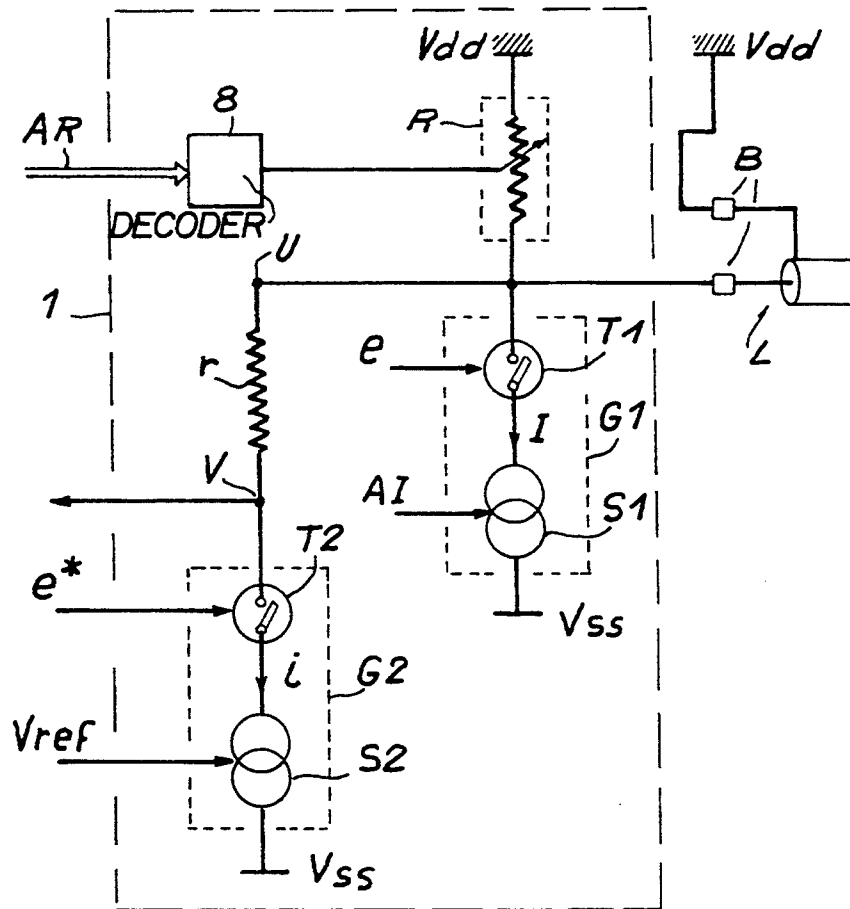 Vdd
Vdd
8
AR
R
B
DECODER
U
1
L
T1
e
r
I
G1
V
AI
S1
T2
e*
Vss
i
G2
Vref
S2
Vss